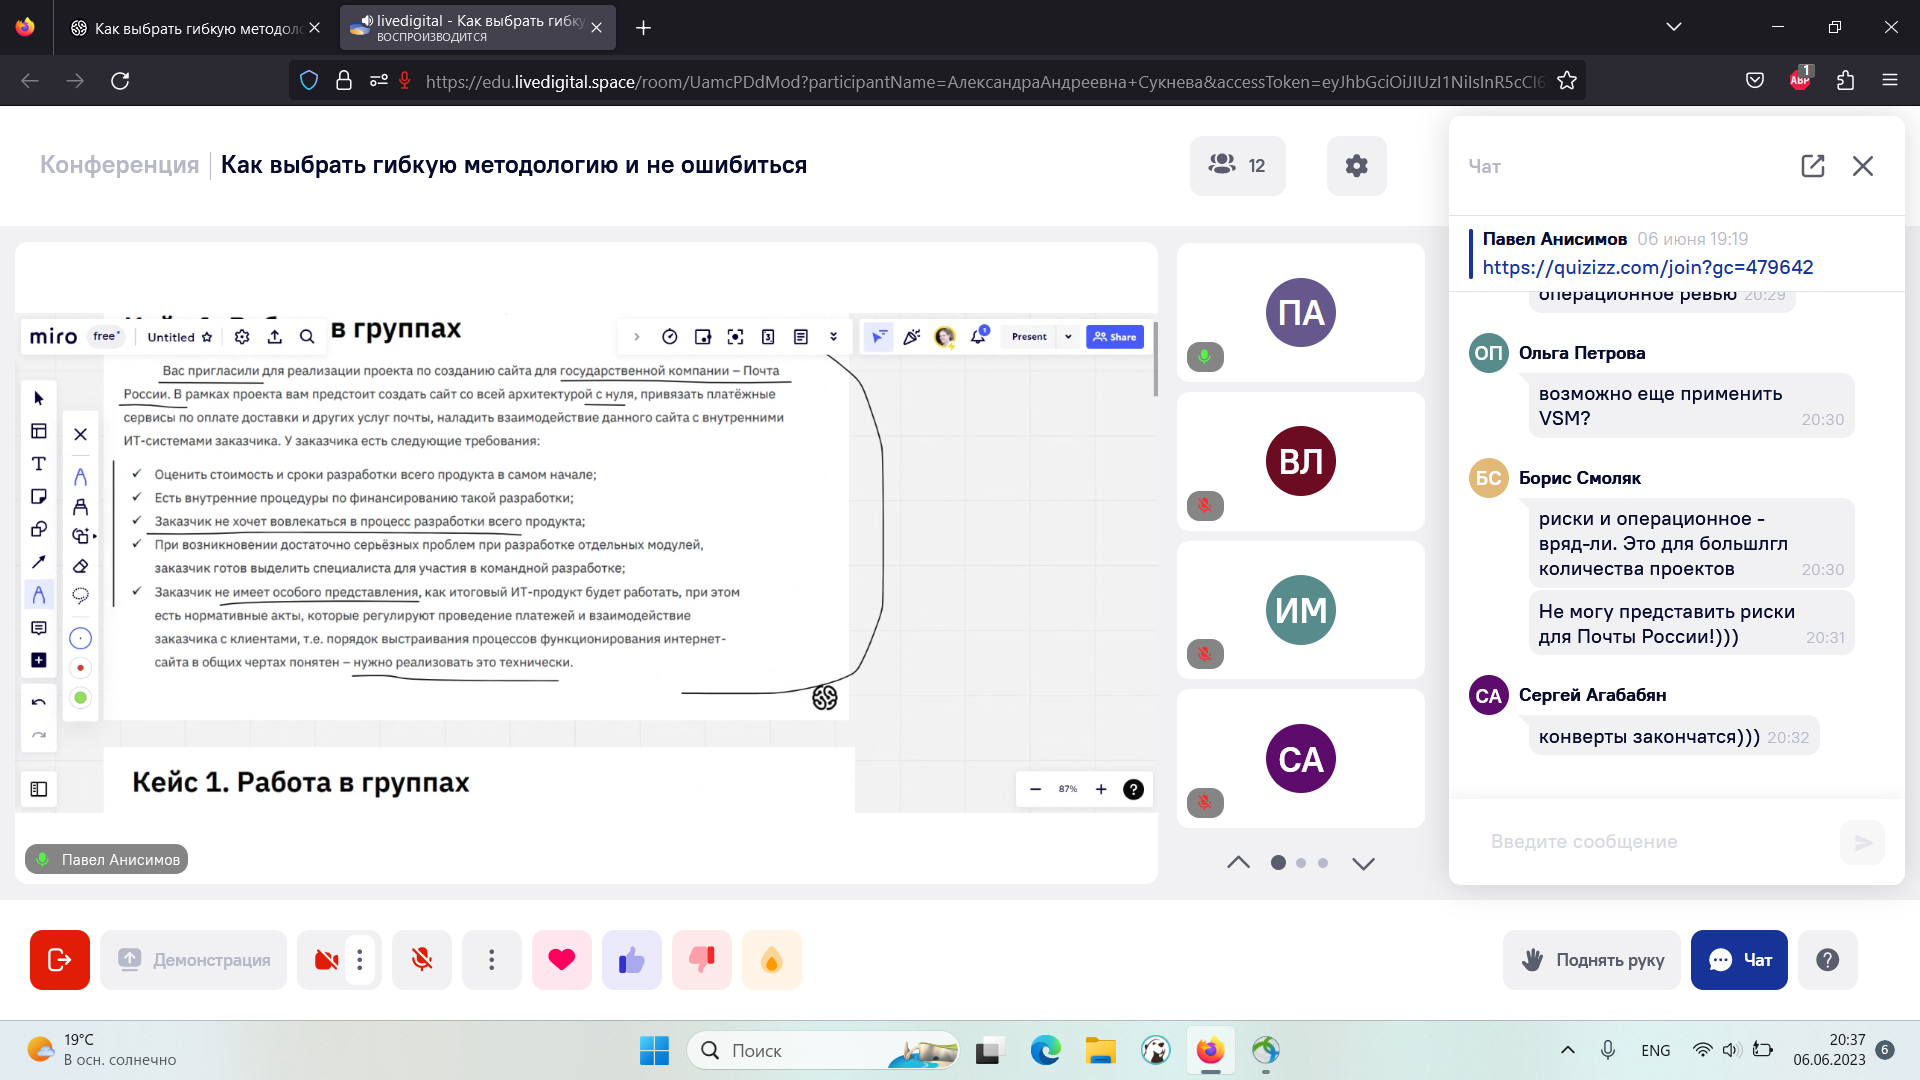 Как выбрать гибкую методоло
livedigital - Как выбрать гибку
ВОСПРОИЗВОДИТСЯ
https://edu.livedigital.space/room/UamcPDdMod?participantName=АлександраАндреевна+Сукнева&accessToken=eyJhbGciOiJIUzI1NiIsInR5cCI6
ABP
1
Конференция
Как выбрать гибкую методологию и не ошибиться
12
miro
free
Untitled
в группах
3
1
Present
Share
Вас пригласили для реализации проекта по созданию сайта для государственной компании – Почта
России. В рамках проекта вам предстоит создать сайт со всей архитектурой с нуля, привязать платёжные
сервисы по оплате доставки и других услуг почты, наладить взаимодействие данного сайта с внутренними
ИТ-системами заказчика. У заказчика есть следующие требования:
✓ Оценить стоимость и сроки разработки всего продукта в самом начале;
✓ Есть внутренние процедуры по финансированию такой разработки;
✓ Заказчик не хочет вовлекаться в процесс разработки всего продукта;
✓ При возникновении достаточно серьёзных проблем при разработке отдельных модулей,
заказчик готов выделить специалиста для участия в командной разработке;
✓ Заказчик не имеет особого представления, как итоговый ИТ-продукт будет работать, при этом
есть нормативные акты, которые регулируют проведение платежей и взаимодействие
заказчика с клиентами, т.е. порядок выстраивания процессов функционирования интернет-
сайта в общих чертах понятен – нужно реализовать это технически.
Кейс 1. Работа в группах
87%
?
Павел Анисимов
ПА
ВЛ
ИМ
СА
Чат
Павел Анисимов 06 июня 19:19
https://quizizz.com/join?gc=479642
операционное ревью 20:29
ОП Ольга Петрова
возможно еще применить
VSM? 20:30
БС Борис Смоляк
риски и операционное -
вряд-ли. Это для большлгл
количества проектов 20:30
Не могу представить риски
для Почты России!))) 20:31
СА Сергей Агабабян
конверты закончатся))) 20:32
Введите сообщение
Демонстрация
Поднять руку
Чат
?
19°C
В осн. солнечно
Поиск
ENG
20:37
06.06.2023
6